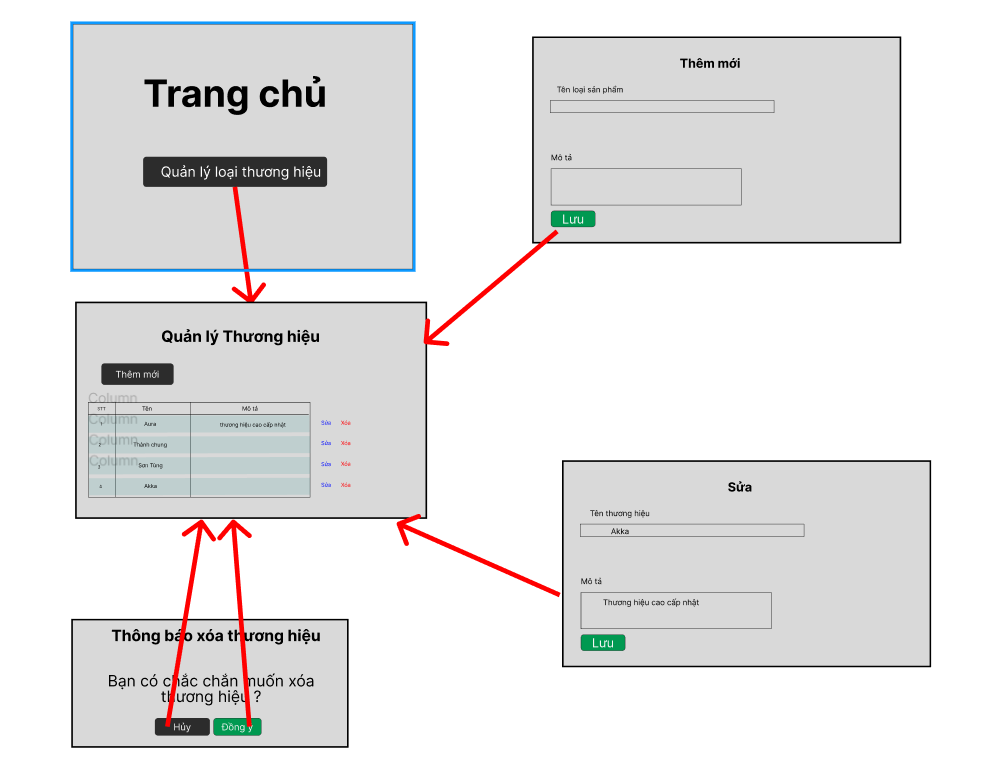 Trang chủ
Quản lý loại thương hiệu
Thêm mới
Tên loại sản phẩm
Mô tả
Lưu
Quản lý Thương hiệu
Thêm mới
Column
STT Tên Mô tả
Column
1 Aura thương hiệu cao cấp nhật Sửa Xóa
Column
2 Thành chung Sửa Xóa
Column
3 Sơn Tùng Sửa Xóa
4 Akka Sửa Xóa
Sửa
Tên thương hiệu
Akka
Mô tả
Thương hiệu cao cấp nhật
Lưu
Thông báo xóa thương hiệu
Bạn có chắc chắn muốn xóa
thương hiệu ?
Hủy Đồng ý